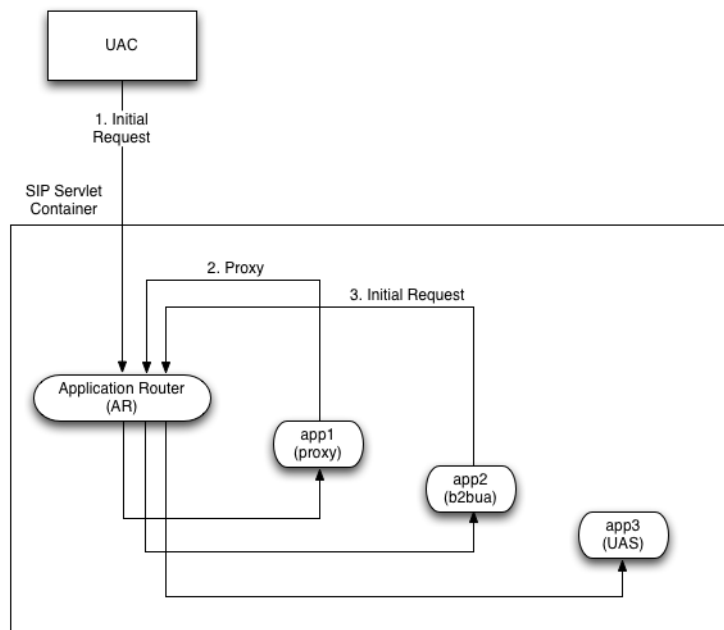 UAC
1. Initial
Request
SIP Servlet
Container
2. Proxy
3. Initial Request
Application Router
(AR)
app1
(proxy)
app2
(b2bua)
app3
(UAS)